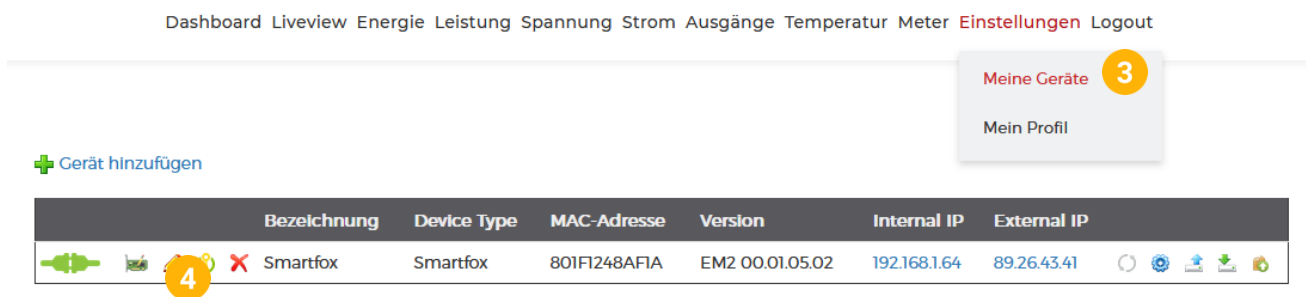 Dashboard Liveview Energie Leistung Spannung Strom Ausgänge Temperatur Meter Einstellungen Logout
Meine Geräte 3
Mein Profil
Gerät hinzufügen
Bezeichnung Device Type MAC-Adresse Version Internal IP External IP
4 Smartfox Smartfox 801F1248AF1A EM2 00.01.05.02 192.168.1.64 89.26.43.41